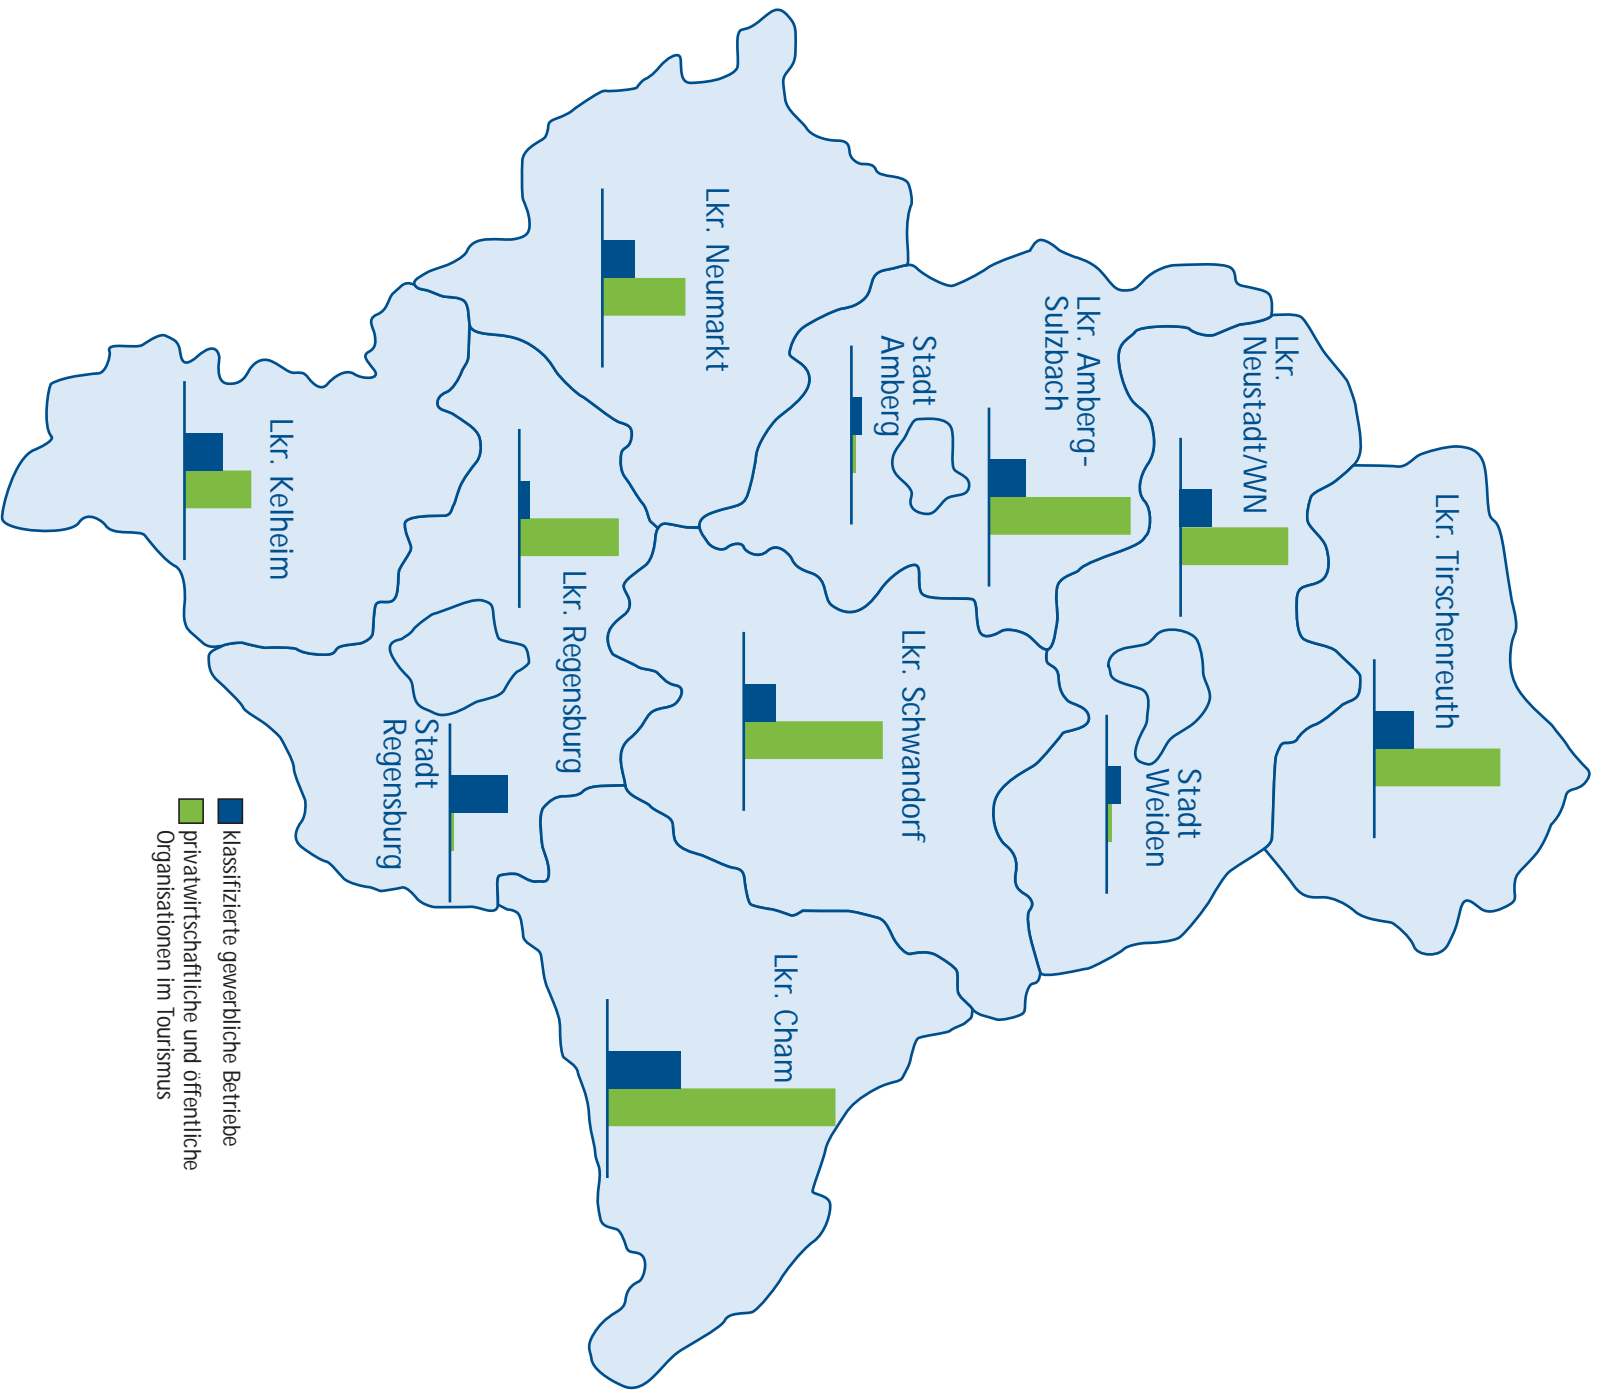 Lkr. Tirschenreuth
Lkr.
Neustadt/WN
Stadt
Weiden
Lkr. Amberg-
Sulzbach
Stadt
Amberg
Lkr. Schwandorf
Lkr. Neumarkt
Lkr. Cham
Lkr. Regensburg
Stadt
Regensburg
Lkr. Kelheim
klassifizierte gewerbliche Betriebe
privatwirtschaftliche und öffentliche
Organisationen im Tourismus